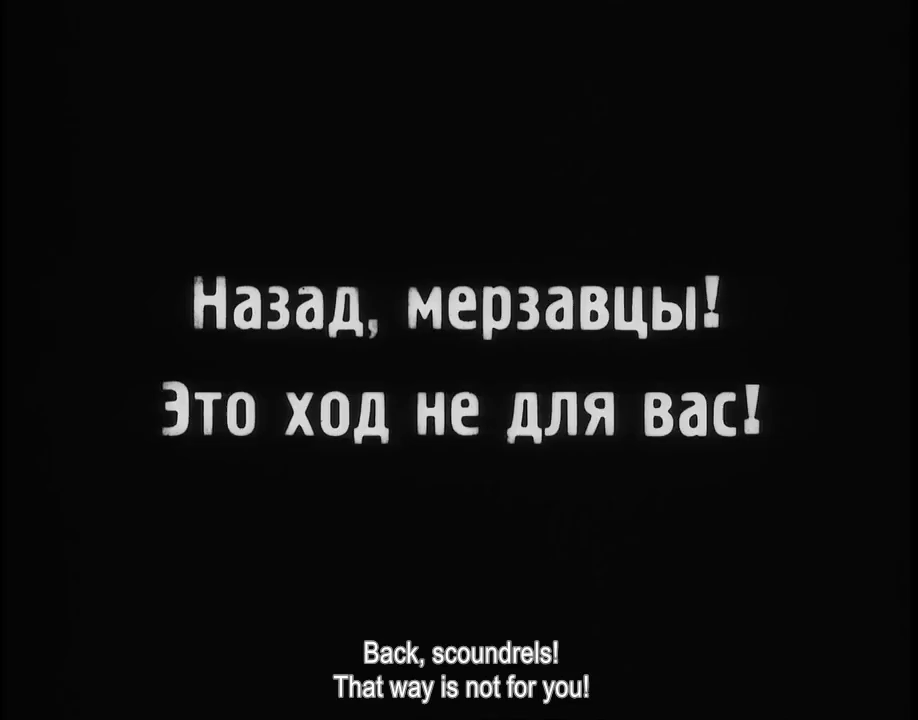 Назад, мерзавцы!
Это ход не для вас!
Back, scoundrels!
That way is not for you!